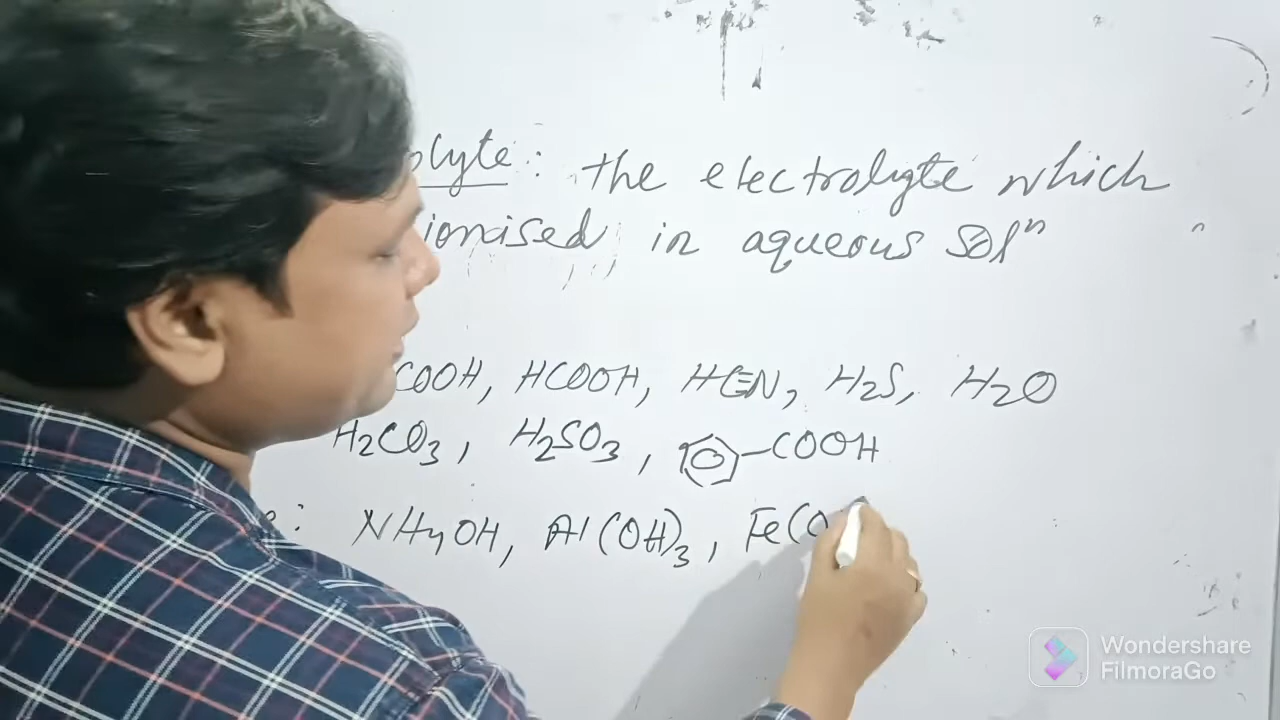 olyte: the electrolyte which
ionised in aqueous solⁿ
COOH, HCOOH, HCN, H2S, H2O
H2CO3, H2SO3, -COOH
e: NH4OH, Al(OH)3, Fe(O
Wondershare
FilmoraGo